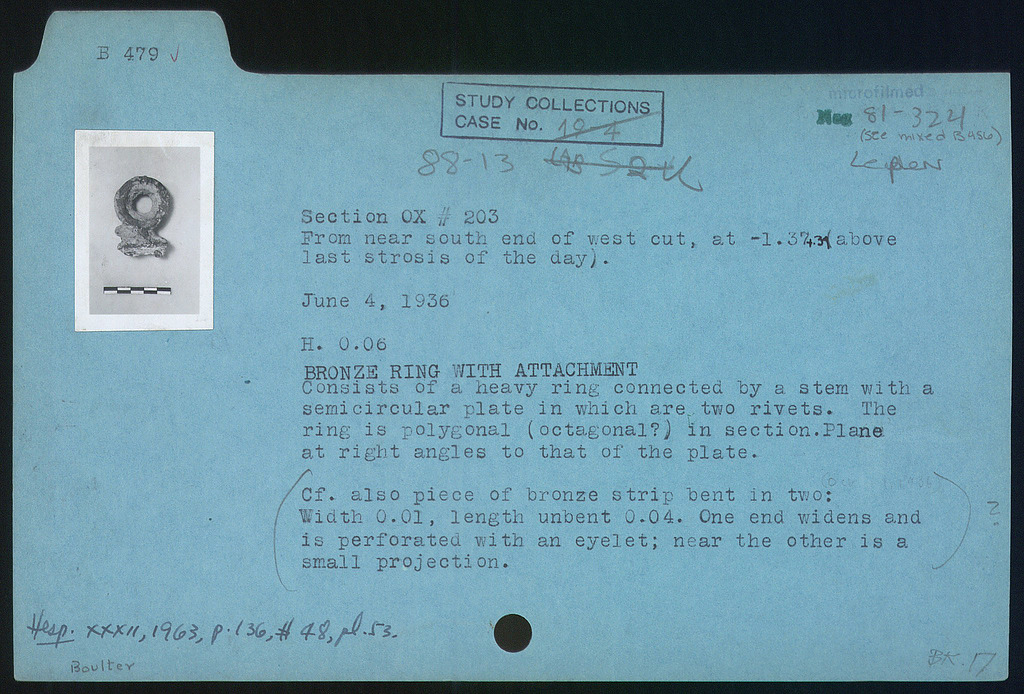 B 479 ✓
STUDY COLLECTIONS
CASE No. 194
88-13
microfilmed
Neg 81-324
(see mixed B456)
Lepden
Section OX # 203
From near south end of west cut, at -1.37 (above
last strosis of the day).
June 4, 1936
H. 0.06
BRONZE RING WITH ATTACHMENT
Consists of a heavy ring connected by a stem with a
semicircular plate in which are two rivets. The
ring is polygonal (octagonal?) in section.Plane
at right angles to that of the plate.
(Cf. also piece of bronze strip bent in two:
Width 0.01, length unbent 0.04. One end widens and
is perforated with an eyelet; near the other is a
small projection.) ?
Hesp. XXXII, 1963, p. 136, # 48, pl. 53.
Boulter
BK. 17